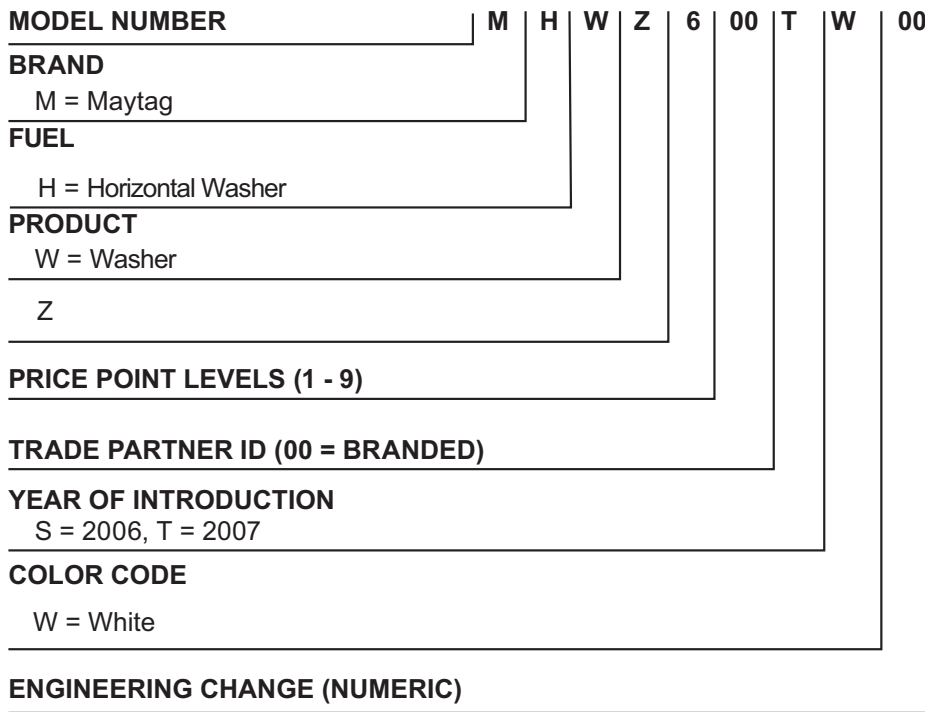 MODEL NUMBER M H W Z 6 00 T W 00
BRAND
M = Maytag
FUEL
H = Horizontal Washer
PRODUCT
W = Washer
Z
PRICE POINT LEVELS (1 - 9)
TRADE PARTNER ID (00 = BRANDED)
YEAR OF INTRODUCTION
S = 2006, T = 2007
COLOR CODE
W = White
ENGINEERING CHANGE (NUMERIC)